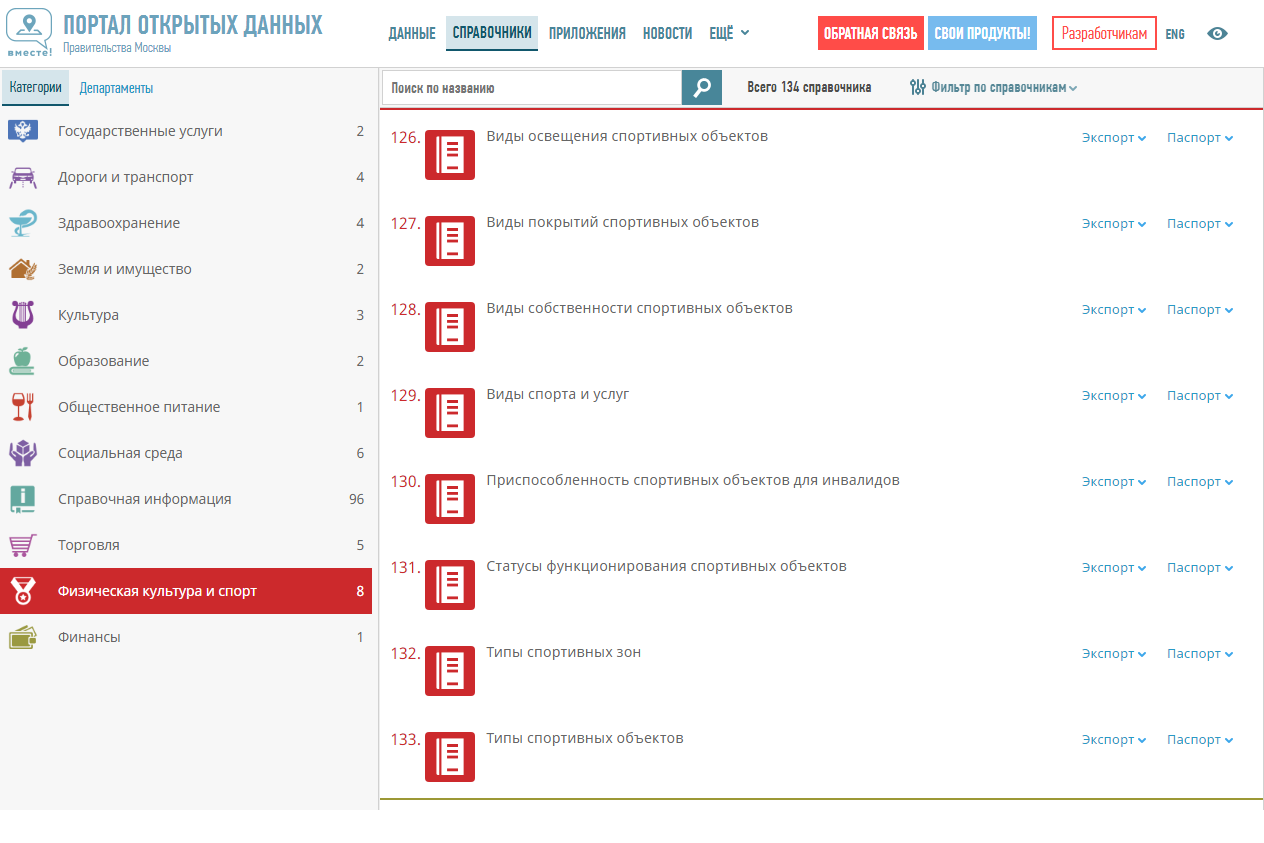 ПОРТАЛ ОТКРЫТЫХ ДАННЫХ
Правительства Москвы
вместе!
ДАННЫЕ СПРАВОЧНИКИ ПРИЛОЖЕНИЯ НОВОСТИ ЕЩЁ
ОБРАТНАЯ СВЯЗЬ СВОИ ПРОДУКТЫ! Разработчикам ENG
Категории Департаменты
Поиск по названию
Всего 134 справочника
Фильтр по справочникам
Государственные услуги 2
Дороги и транспорт 4
Здравоохранение 4
Земля и имущество 2
Культура 3
Образование 2
Общественное питание 1
Социальная среда 6
Справочная информация 96
Торговля 5
Физическая культура и спорт 8
Финансы 1
126. Виды освещения спортивных объектов Экспорт Паспорт
127. Виды покрытий спортивных объектов Экспорт Паспорт
128. Виды собственности спортивных объектов Экспорт Паспорт
129. Виды спорта и услуг Экспорт Паспорт
130. Приспособленность спортивных объектов для инвалидов Экспорт Паспорт
131. Статусы функционирования спортивных объектов Экспорт Паспорт
132. Типы спортивных зон Экспорт Паспорт
133. Типы спортивных объектов Экспорт Паспорт